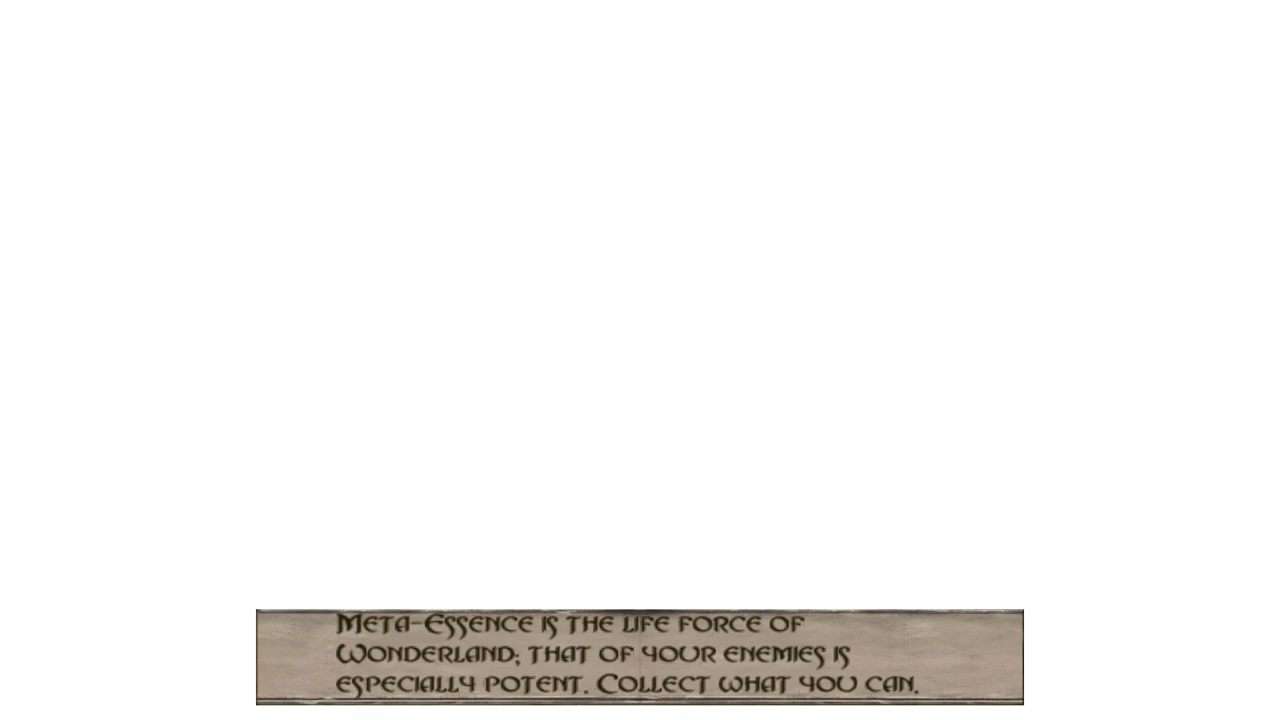 Meta-Essence is the life force of
Wonderland; that of your enemies is
especially potent. Collect what you can.